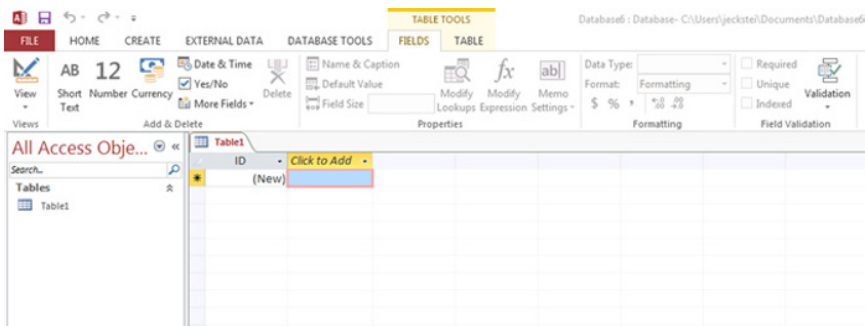 TABLE TOOLS
Database6 : Database- C:\Users\jeckstei\Documents\Database6
FILE HOME CREATE EXTERNAL DATA DATABASE TOOLS FIELDS TABLE
View
Views
AB Short Text
12 Number
Currency
Date & Time
Yes/No
More Fields
Delete
Add & Delete
Name & Caption
Default Value
Field Size
Modify Lookups
fx Modify Expression
ab Memo Settings
Properties
Data Type:
Format: Formatting
$ % ,
Formatting
Required
Unique
Indexed
Validation
Field Validation
All Access Obje... «
Search...
Tables
Table1
Table1
ID Click to Add
(New)